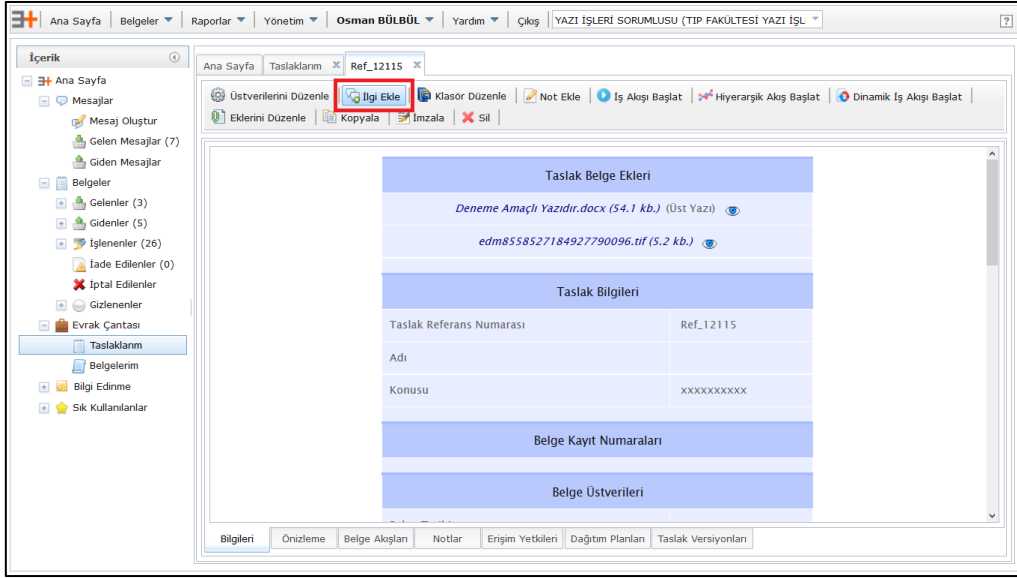 Ana Sayfa Belgeler Raporlar Yönetim Osman BÜLBÜL Yardım Çıkış YAZI İŞLERİ SORUMLUSU (TIP FAKÜLTESİ YAZI İŞL ?
İçerik
Ana Sayfa
Mesajlar
Mesaj Oluştur
Gelen Mesajlar (7)
Giden Mesajlar
Belgeler
Gelenler (3)
Gidenler (5)
İşlenenler (26)
İade Edilenler (0)
İptal Edilenler
Gizlenenler
Evrak Çantası
Taslaklarım
Belgelerim
Bilgi Edinme
Sık Kullanılanlar
Ana Sayfa Taslaklarım Ref_12115
Üstverilerini Düzenle İlgi Ekle Klasör Düzenle Not Ekle İş Akışı Başlat Hiyerarşik Akış Başlat Dinamik İş Akışı Başlat
Eklerini Düzenle Kopyala İmzala Sil
Taslak Belge Ekleri
Deneme Amaçlı Yazıdır.docx (54.1 kb.) (Üst Yazı)
edm8558527184927790096.tif (5.2 kb.)
Taslak Bilgileri
Taslak Referans Numarası Ref_12115
Adı
Konusu xxxxxxxxxx
Belge Kayıt Numaraları
Belge Üstverileri
Bilgileri Önizleme Belge Akışları Notlar Erişim Yetkileri Dağıtım Planları Taslak Versiyonları